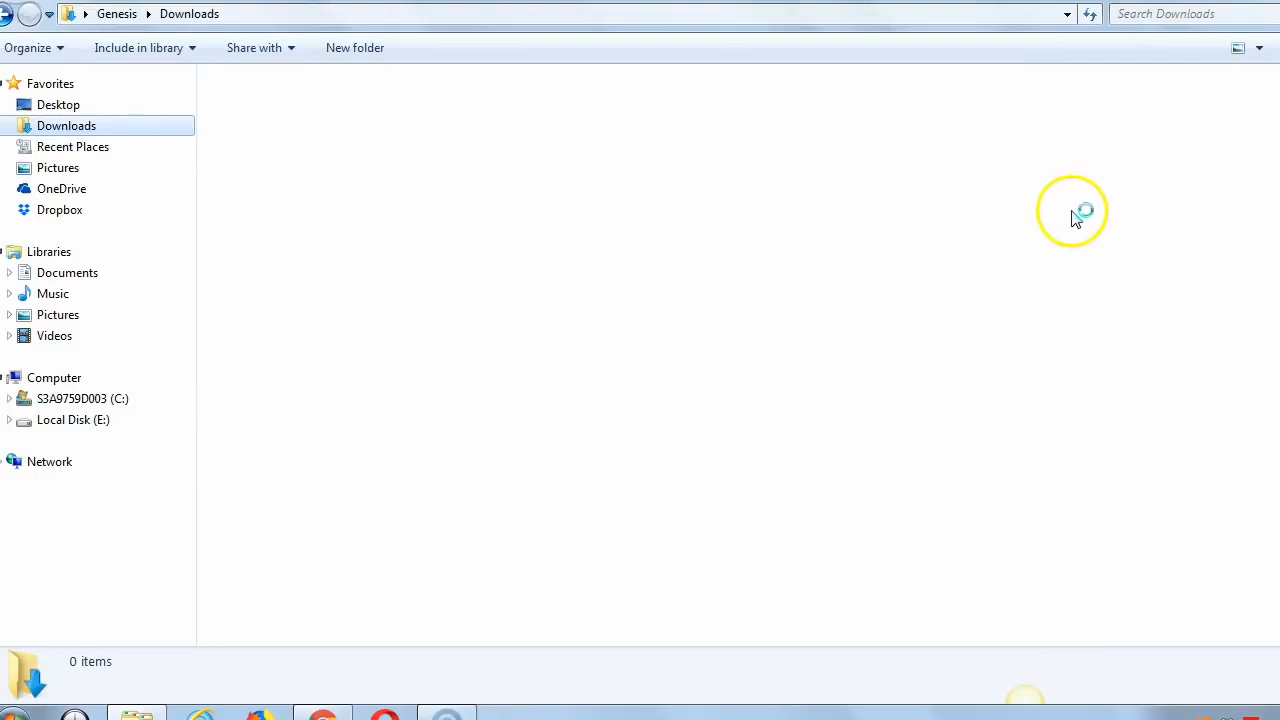 Genesis Downloads Search Downloads
Organize Include in library Share with New folder
Favorites
Desktop
Downloads
Recent Places
Pictures
OneDrive
Dropbox
Libraries
Documents
Music
Pictures
Videos
Computer
S3A9759D003 (C:)
Local Disk (E:)
Network
0 items